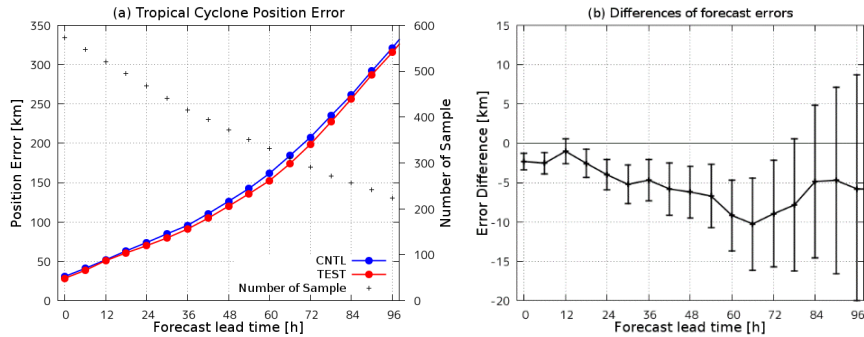 (a) Tropical Cyclone Position Error
350
300
250
200
150
100
50
0
Position Error [km]
600
500
400
300
200
100
0
Number of Sample
CNTL
TEST
Number of Sample
0 12 24 36 48 60 72 84 96
Forecast lead time [h]
(b) Differences of forecast errors
15
10
5
0
-5
-10
-15
-20
Error Difference [km]
0 12 24 36 48 60 72 84 96
Forecast lead time [h]